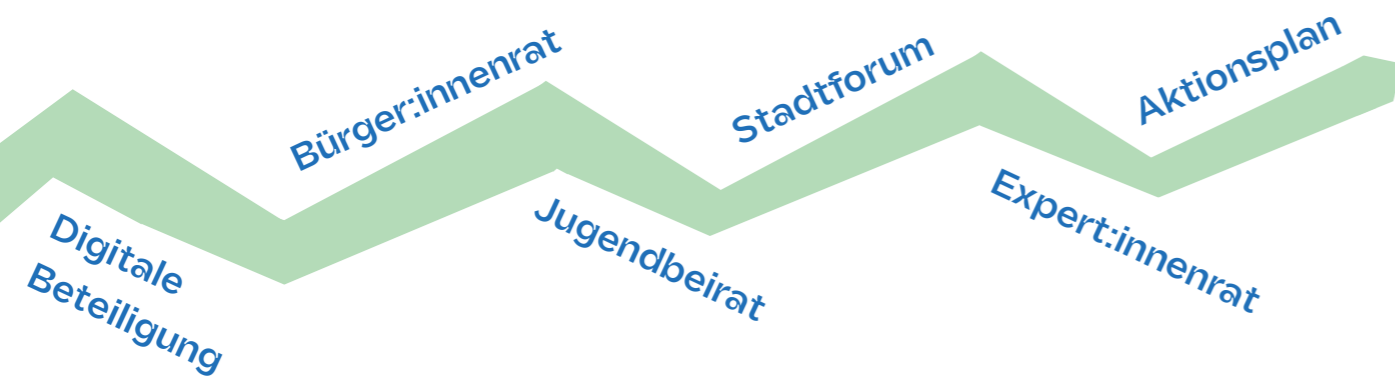 Digitale
Beteiligung
Bürger:innenrat
Jugendbeirat
Stadtforum
Expert:innenrat
Aktionsplan